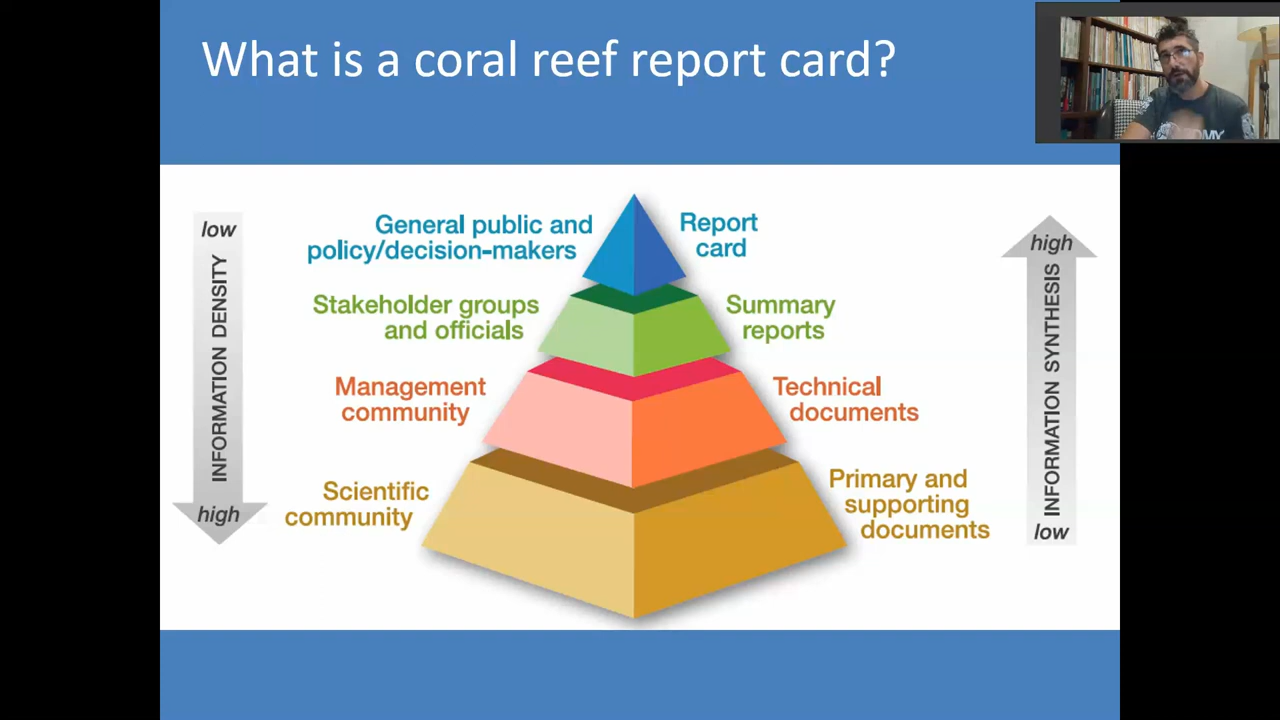 What is a coral reef report card?
low
INFORMATION DENSITY
high
General public and
policy/decision-makers
Report
card
Stakeholder groups
and officials
Summary
reports
Management
community
Technical
documents
Scientific
community
Primary and
supporting
documents
high
INFORMATION SYNTHESIS
low